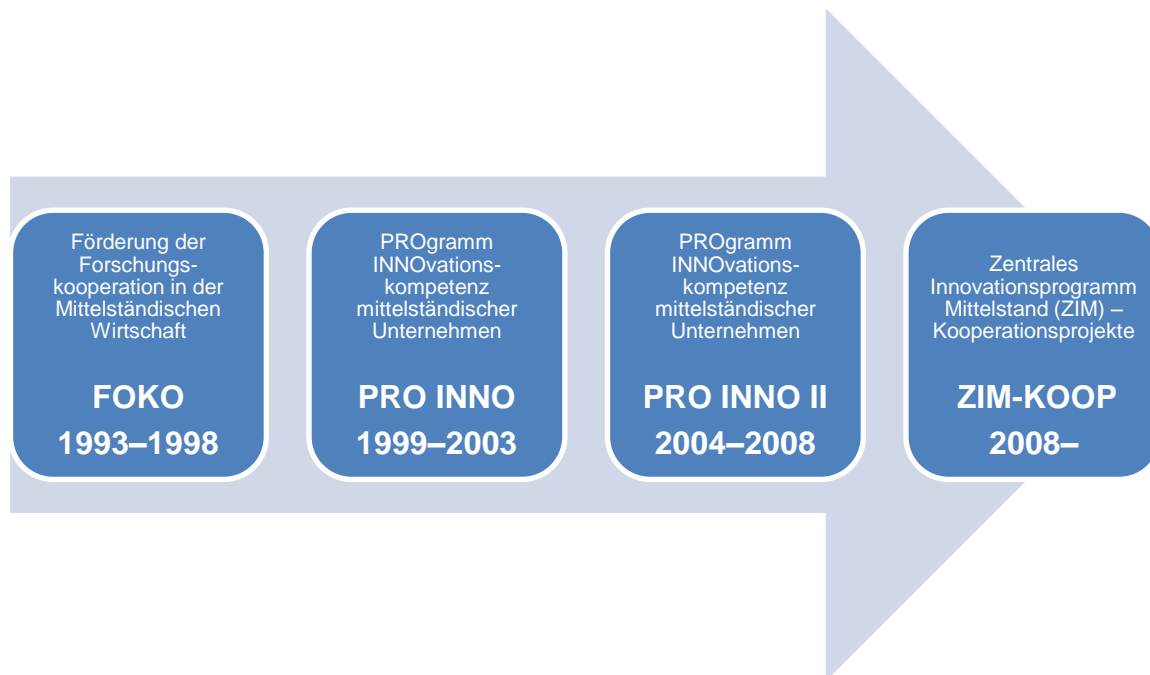 Förderung der
Forschungs-
kooperation in der
Mittelständischen
Wirtschaft
FOKO
1993–1998
PROgramm
INNOvations-
kompetenz
mittelständischer
Unternehmen
PRO INNO
1999–2003
PROgramm
INNOvations-
kompetenz
mittelständischer
Unternehmen
PRO INNO II
2004–2008
Zentrales
Innovationsprogramm
Mittelstand (ZIM) –
Kooperationsprojekte
ZIM-KOOP
2008–